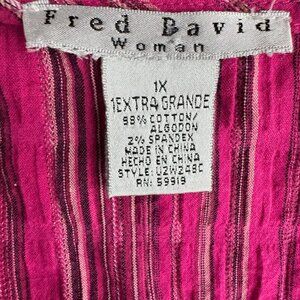 Fred David
Woman
1X
1EXTRA GRANDE
98% COTTON/
ALGODON
2% SPANDEX
MADE IN CHINA
HECHO EN CHINA
STYLE: UZW248C
RN: 59919